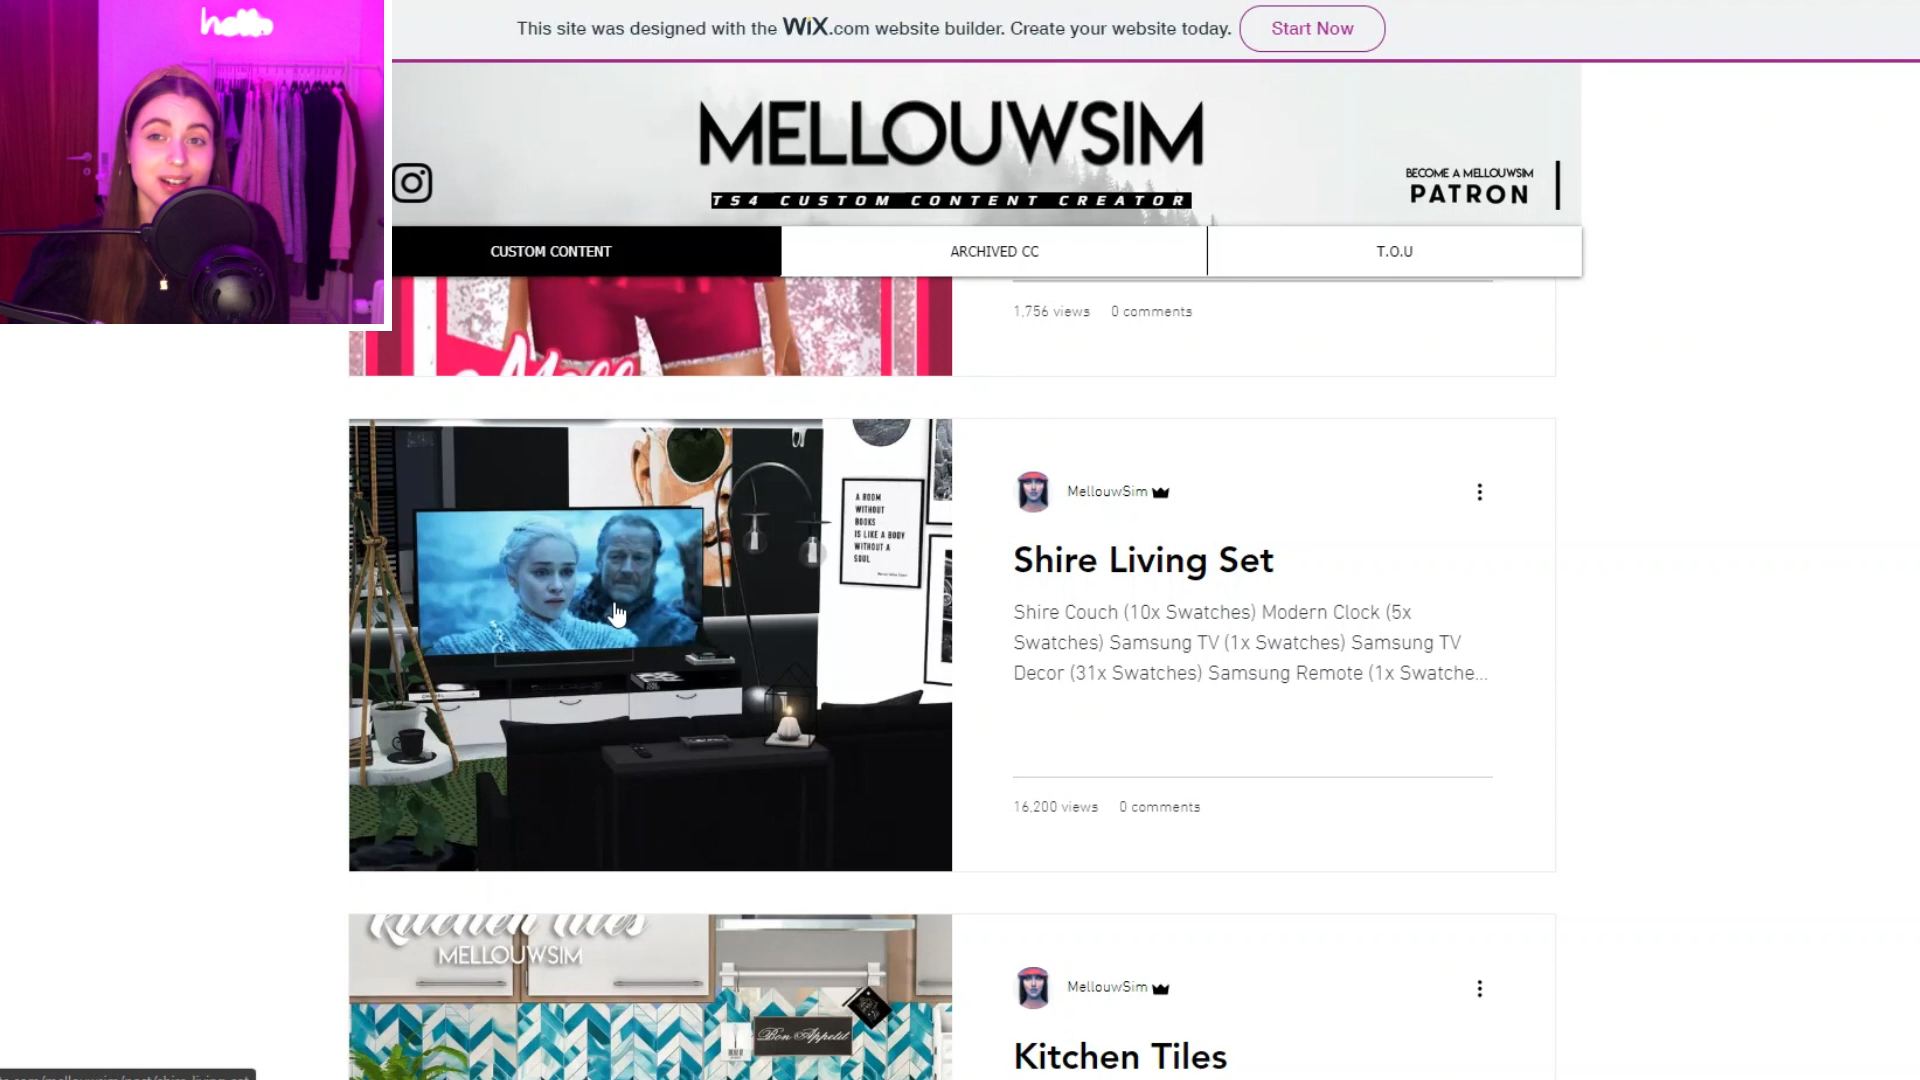 hello
This site was designed with the WiX.com website builder. Create your website today.
Start Now
MELLOUWSIM
TS4 CUSTOM CONTENT CREATOR
BECOME A MELLOUWSIM
PATRON
CUSTOM CONTENT
ARCHIVED CC
T.O.U
1,756 views
0 comments
A ROOM
WITHOUT
BOOKS
IS LIKE A BODY
WITHOUT A
SOUL
MellouwSim
Shire Living Set
Shire Couch (10x Swatches) Modern Clock (5x
Swatches) Samsung TV (1x Swatches) Samsung TV
Decor (31x Swatches) Samsung Remote (1x Swatche...
16,200 views
0 comments
kitchen tiles
MELLOUWSIM
Bon Appetit
MellouwSim
Kitchen Tiles